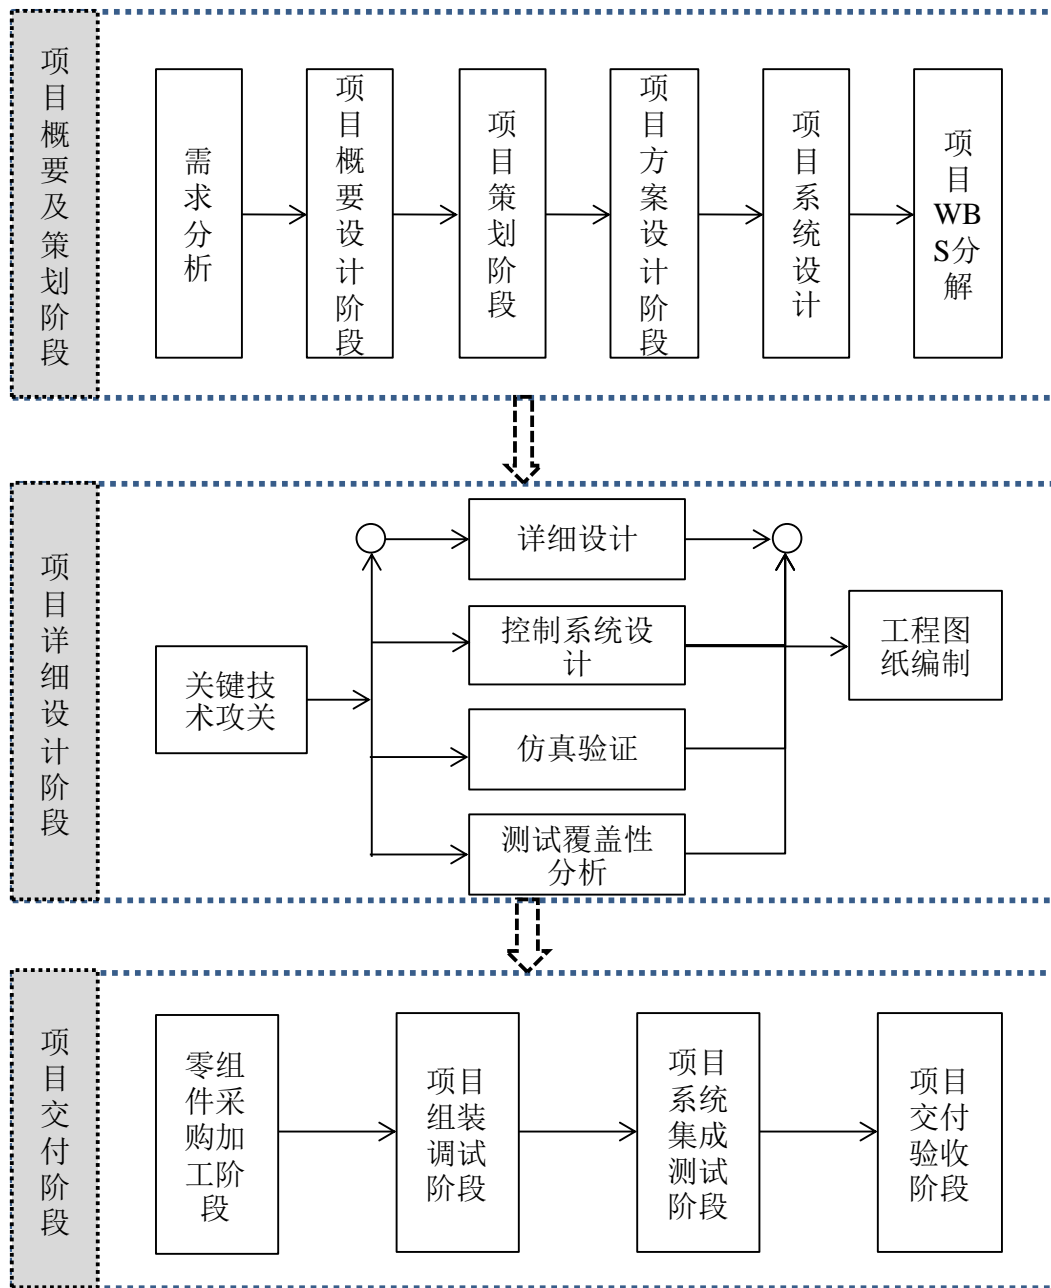 项目概要及策划阶段
需求分析
项目概要设计阶段
项目策划阶段
项目方案设计阶段
项目系统设计
项目
WB
S分
解
项目详细设计阶段
关键技
术攻关
详细设计
控制系统设
计
仿真验证
测试覆盖性
分析
工程图
纸编制
项目交付阶段
零组
件采
购加
工阶
段
项目
组装
调试
阶段
项目
系统
集成
测试
阶段
项目
交付
验收
阶段